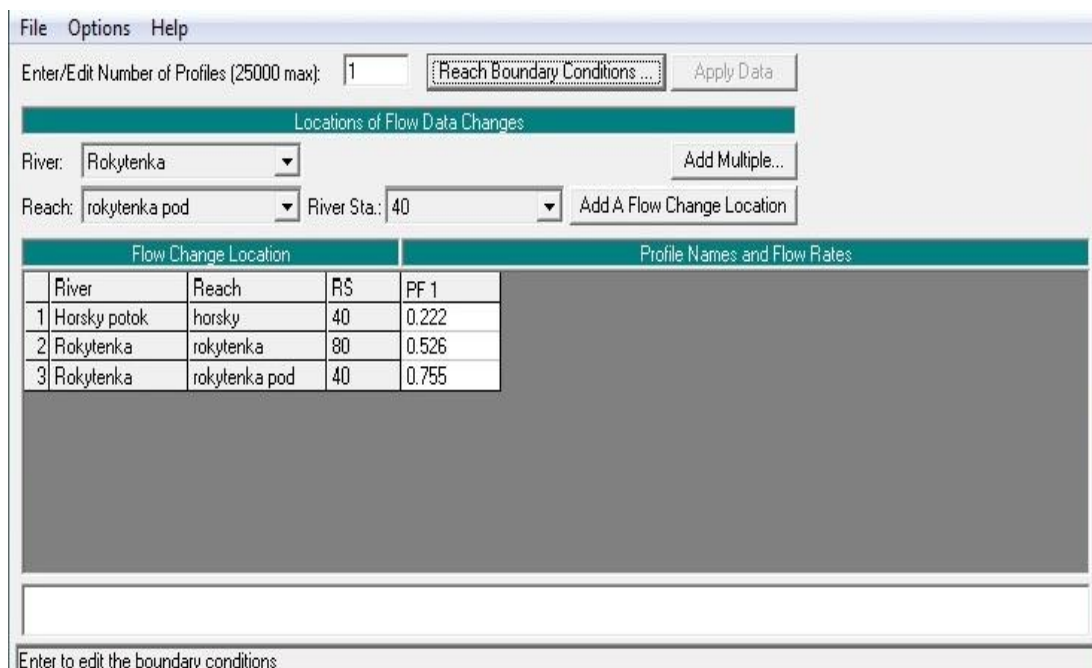 File Options Help
Enter/Edit Number of Profiles (25000 max): 1 Reach Boundary Conditions ... Apply Data
Locations of Flow Data Changes
River: Rokytenka Add Multiple...
Reach: rokytenka pod River Sta.: 40 Add A Flow Change Location
Flow Change Location Profile Names and Flow Rates
River Reach RS PF 1
1 Horsky potok horsky 40 0.222
2 Rokytenka rokytenka 80 0.526
3 Rokytenka rokytenka pod 40 0.755
Enter to edit the boundary conditions